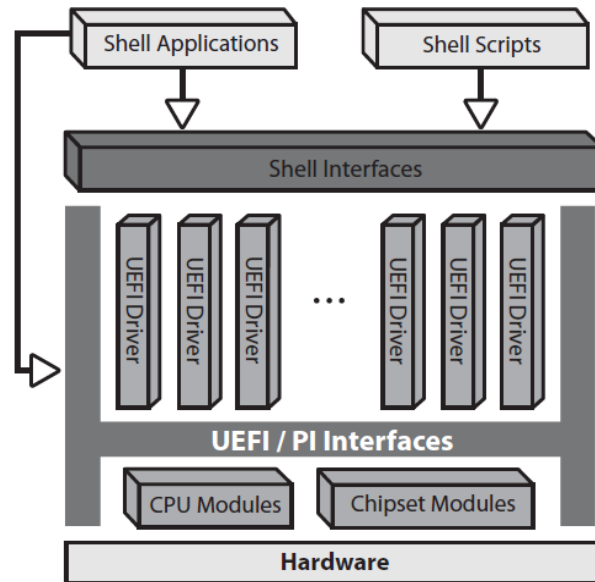 Shell Applications
Shell Scripts
Shell Interfaces
UEFI Driver
UEFI Driver
UEFI Driver
...
UEFI Driver
UEFI Driver
UEFI Driver
UEFI / PI Interfaces
CPU Modules
Chipset Modules
Hardware